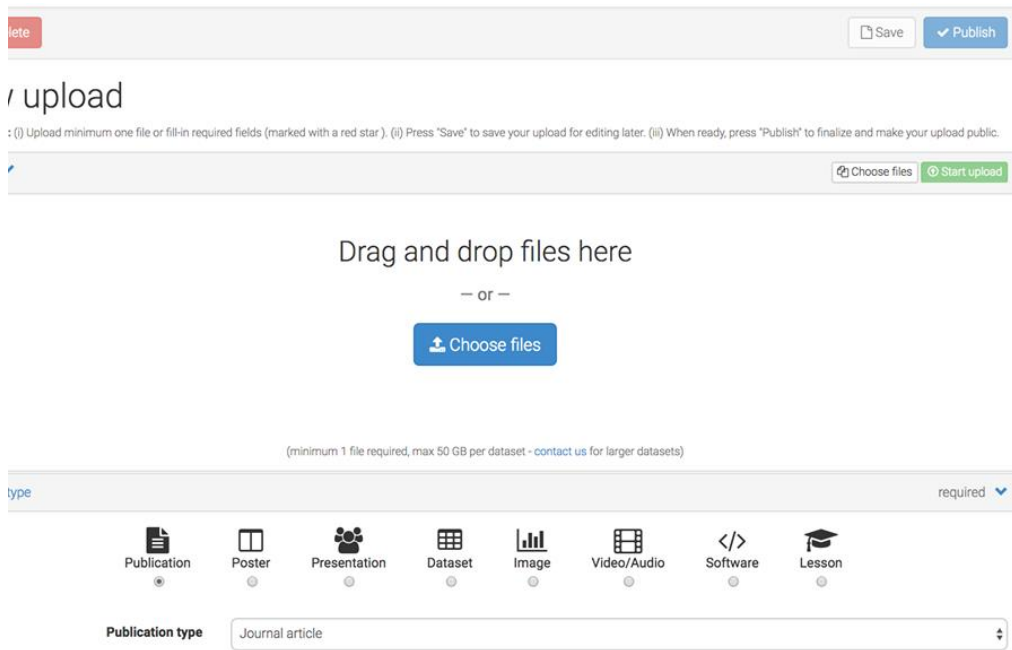 lete Save Publish
upload
: (i) Upload minimum one file or fill-in required fields (marked with a red star ). (ii) Press "Save" to save your upload for editing later. (iii) When ready, press "Publish" to finalize and make your upload public.
Choose files Start upload
Drag and drop files here
— or —
Choose files
(minimum 1 file required, max 50 GB per dataset - contact us for larger datasets)
type required
Publication Poster Presentation Dataset Image Video/Audio Software Lesson
Publication type Journal article